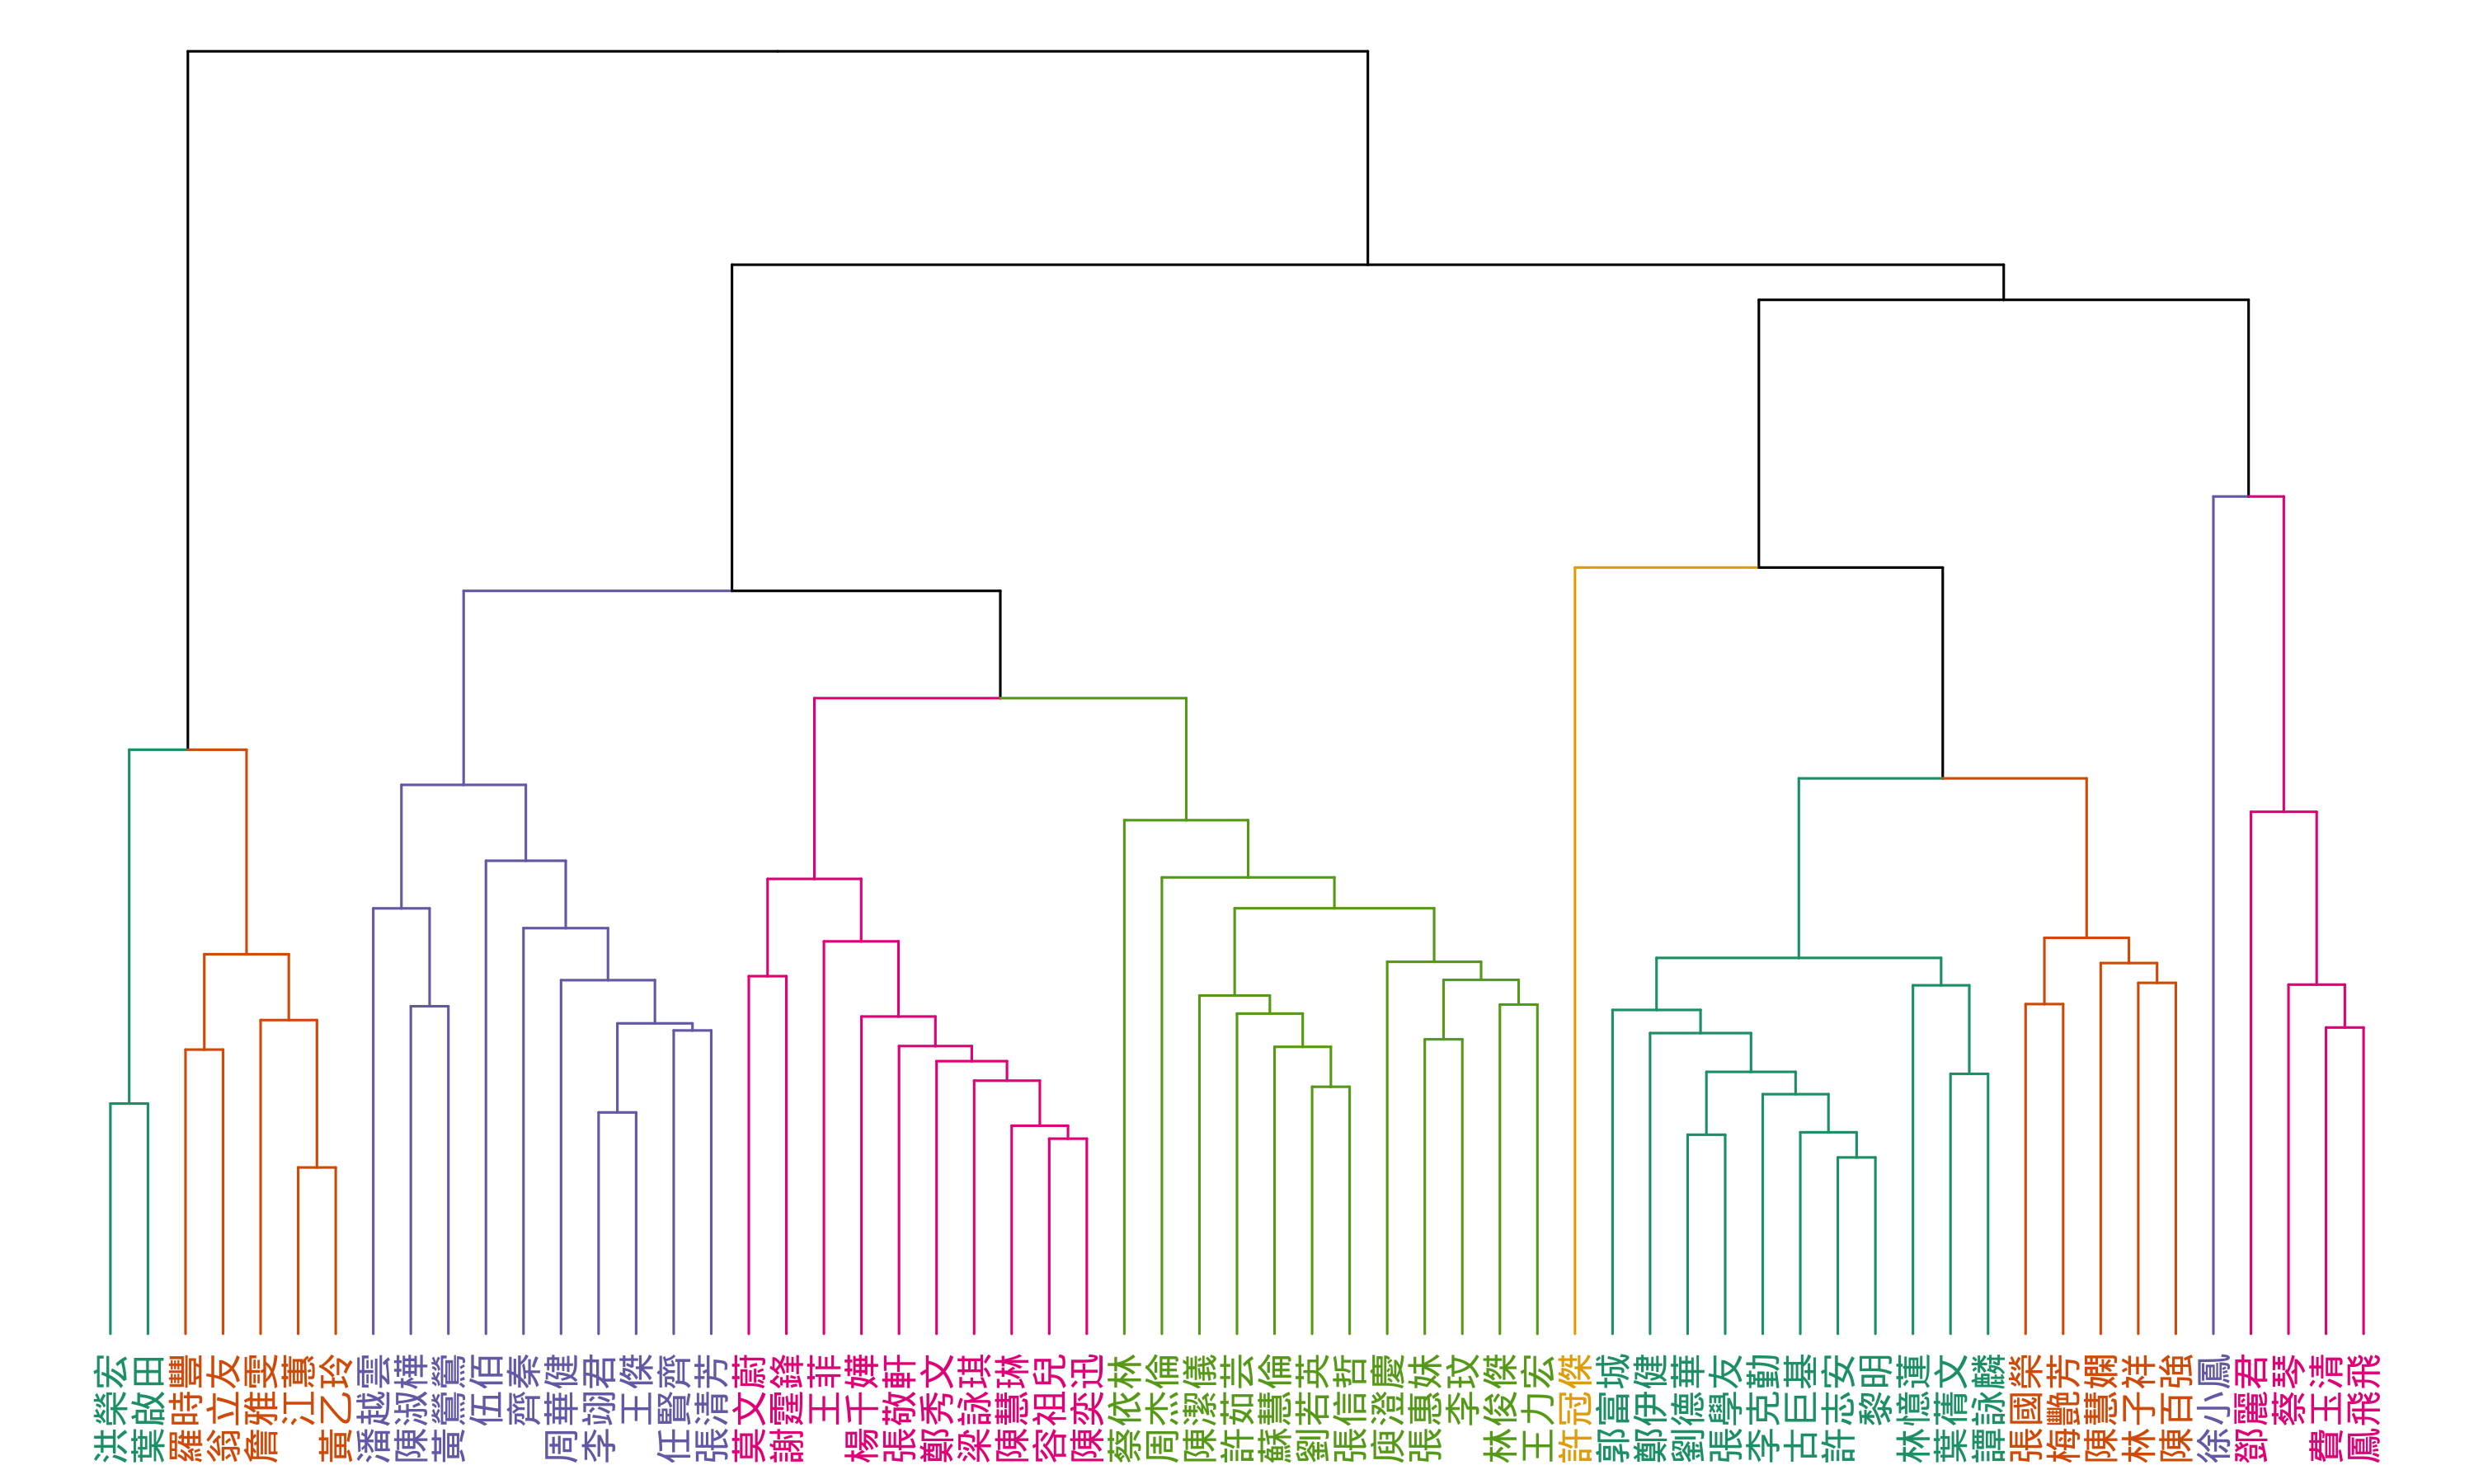 洪榮安
葉啟田
羅時豐
翁立友
詹雅雯
江蕙
黃乙玲
潘越雲
陳淑樺
黃鶯鶯
伍佰
齊秦
周華健
李翊君
王傑
任賢齊
張清芳
莫文蔚
謝霆鋒
王菲
楊千嬅
張敬軒
鄭秀文
梁詠琪
陳慧琳
容祖兒
陳奕迅
蔡依林
周杰倫
陳潔儀
許茹芸
蘇慧倫
劉若英
張信哲
庾澄慶
張惠妹
李玟
林俊傑
王力宏
許冠傑
郭富城
鄭伊健
劉德華
張學友
李克勤
古巨基
許志安
黎明
林憶蓮
葉蒨文
譚詠麟
張國榮
梅艷芳
陳慧嫻
林子祥
陳百強
徐小鳳
鄧麗君
蔡琴
費玉清
鳳飛飛